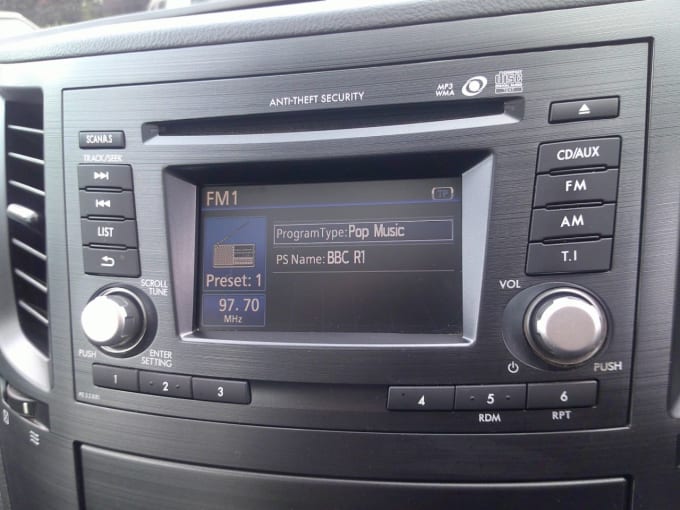 ANTI-THEFT SECURITY
MP3
WMA
disc
SCAN/R.S
TRACK/SEEK
LIST
SCROLL
TUNE
PUSH
ENTER
SETTING
FM1
TP
ProgramType:Pop Music
PS Name:BBC R1
Preset: 1
97. 70
MHz
CD/AUX
FM
AM
T.I
VOL
PUSH
1
2
3
4
5
6
RDM
RPT